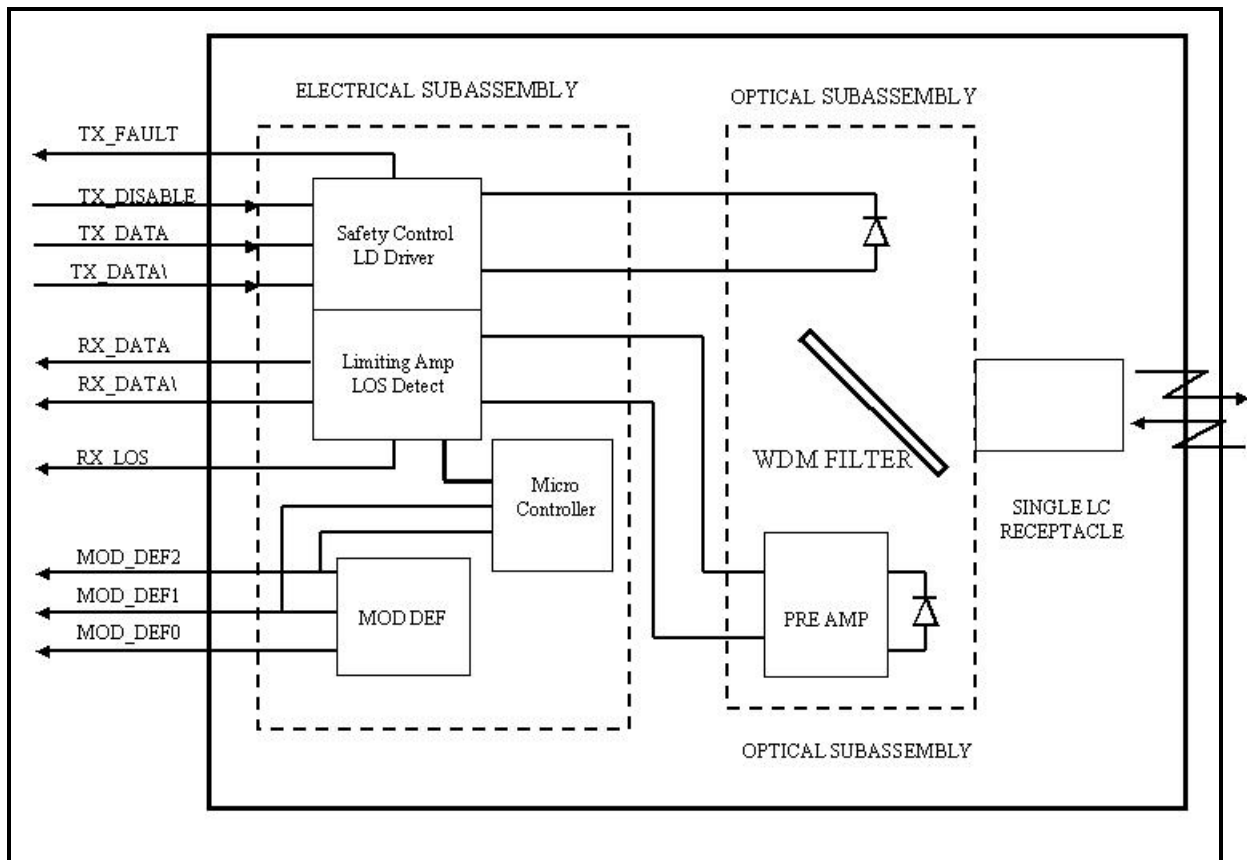 ELECTRICAL SUBASSEMBLY
OPTICAL SUBASSEMBLY
TX_FAULT
TX_DISABLE
TX_DATA
TX_DATA\
RX_DATA
RX_DATA\
RX_LOS
MOD_DEF2
MOD_DEF1
MOD_DEF0
Safety Control
LD Driver
Limiting Amp
LOS Detect
Micro
Controller
MOD DEF
WDM FILTER
PRE AMP
SINGLE LC
RECEPTACLE
OPTICAL SUBASSEMBLY